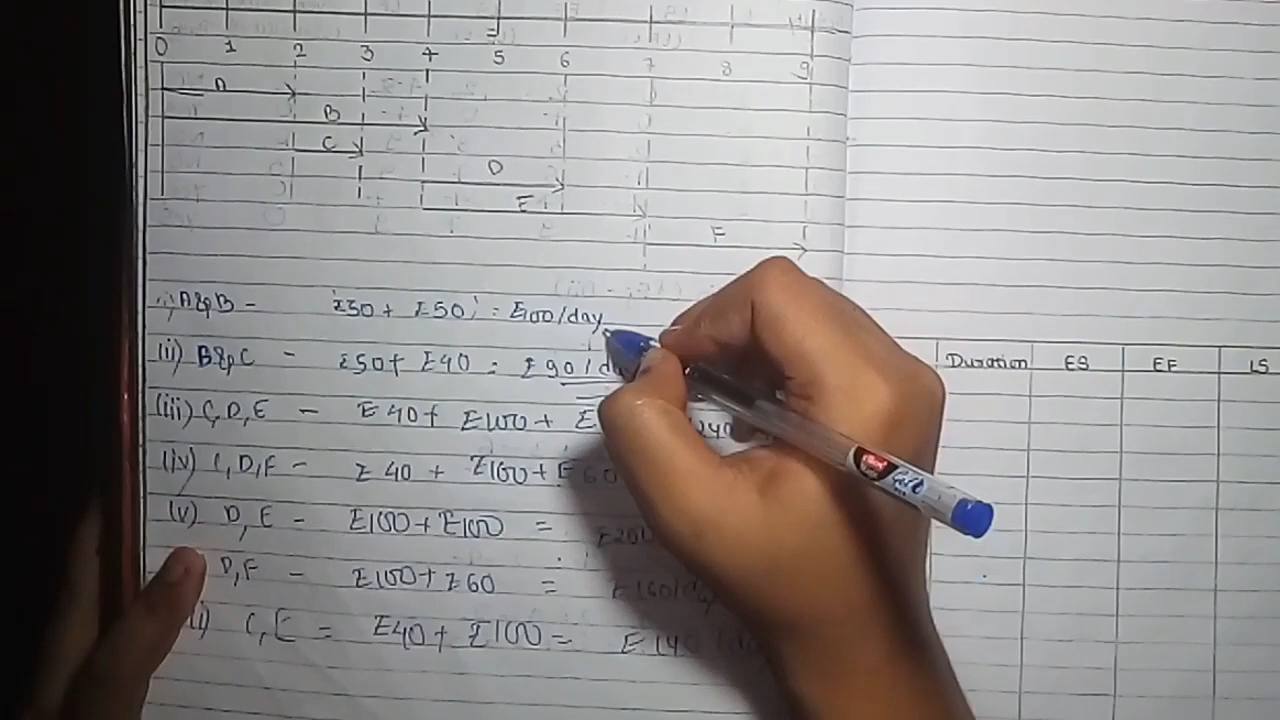 0 1 2 3 4 5 6 7 8 9
A
B
C
D
E
F
A&B - £50 + £50 = £100/day
(ii) B&C - £50+ £40 = £90/day
(iii) C,D,E - £40+ £100+ £
(iv) C,D,F - £40 + £100+ £60
(v) D,E - £100+£100 = £200
D,F - £100+£60 = £160/day
C,E = £40+ £100= £140
Duration ES EF LS